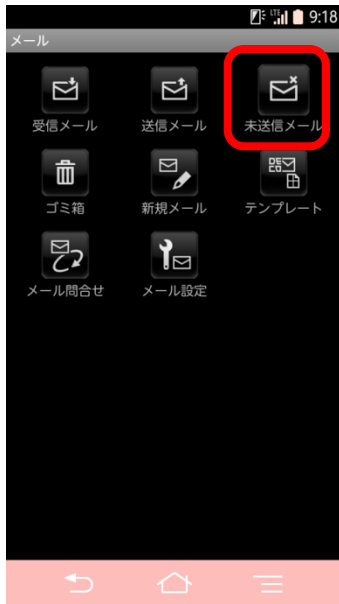 LTE 9:18
メール
受信メール 送信メール 未送信メール
ゴミ箱 新規メール テンプレート
メール問合せ メール設定